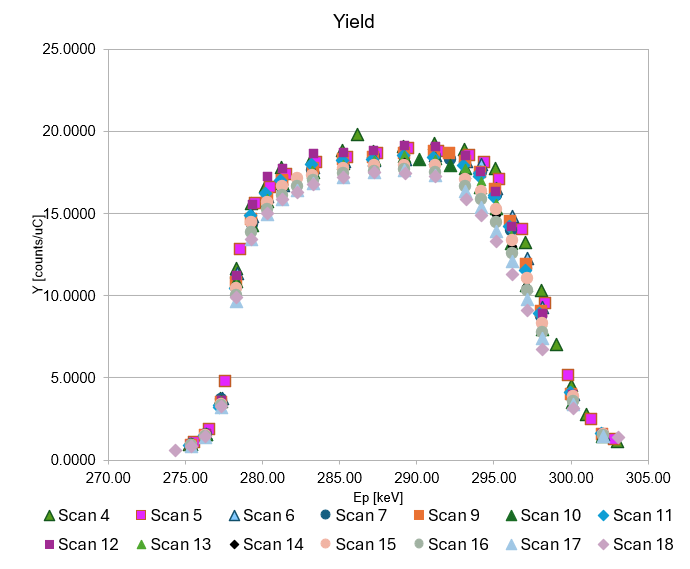 Yield
25.0000
20.0000
15.0000
10.0000
5.0000
0.0000
Y [counts/uC]
270.00 275.00 280.00 285.00 290.00 295.00 300.00 305.00
Ep [keV]
Scan 4 Scan 5 Scan 6 Scan 7 Scan 9 Scan 10 Scan 11
Scan 12 Scan 13 Scan 14 Scan 15 Scan 16 Scan 17 Scan 18